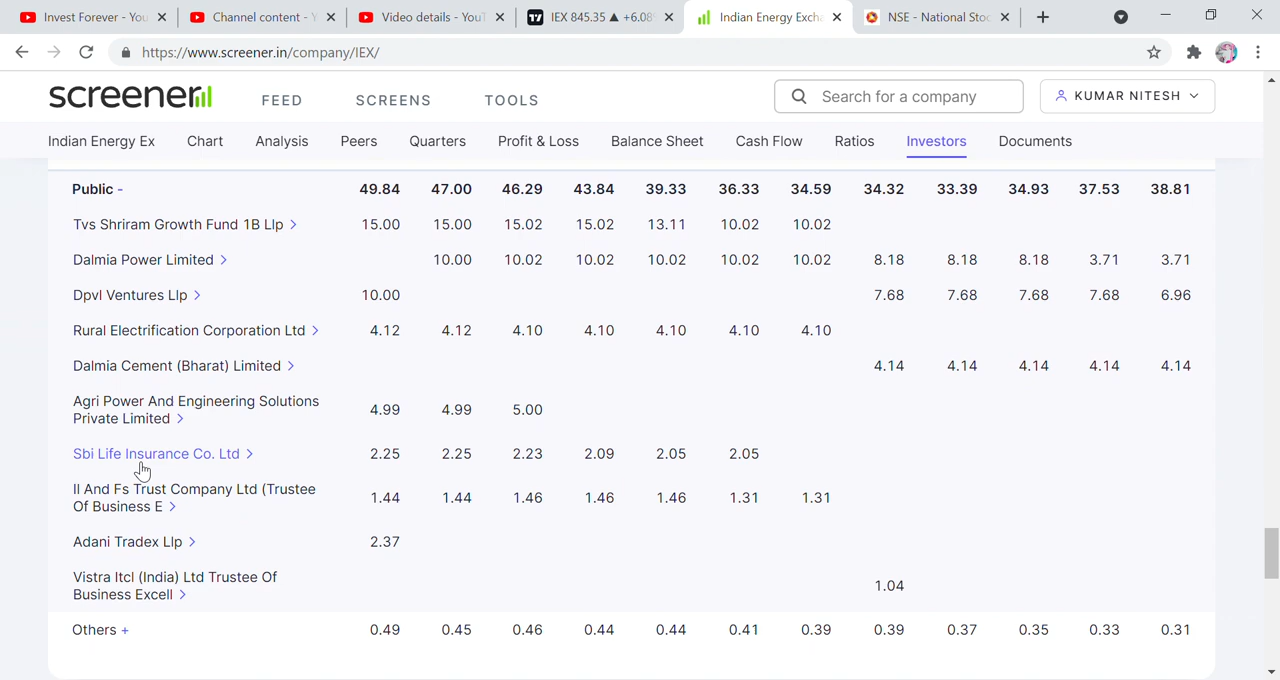 Invest Forever - You
Channel content - Y
Video details - YouT
IEX 845.35 ▲ +6.08
Indian Energy Exch
NSE - National Stoc
https://www.screener.in/company/IEX/
screener
FEED
SCREENS
TOOLS
Search for a company
KUMAR NITESH
Indian Energy Ex Chart Analysis Peers Quarters Profit & Loss Balance Sheet Cash Flow Ratios Investors Documents
Public - 49.84 47.00 46.29 43.84 39.33 36.33 34.59 34.32 33.39 34.93 37.53 38.81
Tvs Shriram Growth Fund 1B Llp > 15.00 15.00 15.02 15.02 13.11 10.02 10.02
Dalmia Power Limited > 10.00 10.02 10.02 10.02 10.02 10.02 8.18 8.18 8.18 3.71 3.71
Dpvl Ventures Llp > 10.00 7.68 7.68 7.68 7.68 6.96
Rural Electrification Corporation Ltd > 4.12 4.12 4.10 4.10 4.10 4.10 4.10
Dalmia Cement (Bharat) Limited > 4.14 4.14 4.14 4.14 4.14
Agri Power And Engineering Solutions
Private Limited > 4.99 4.99 5.00
Sbi Life Insurance Co. Ltd > 2.25 2.25 2.23 2.09 2.05 2.05
Il And Fs Trust Company Ltd (Trustee
Of Business E > 1.44 1.44 1.46 1.46 1.46 1.31 1.31
Adani Tradex Llp > 2.37
Vistra Itcl (India) Ltd Trustee Of
Business Excell > 1.04
Others + 0.49 0.45 0.46 0.44 0.44 0.41 0.39 0.39 0.37 0.35 0.33 0.31